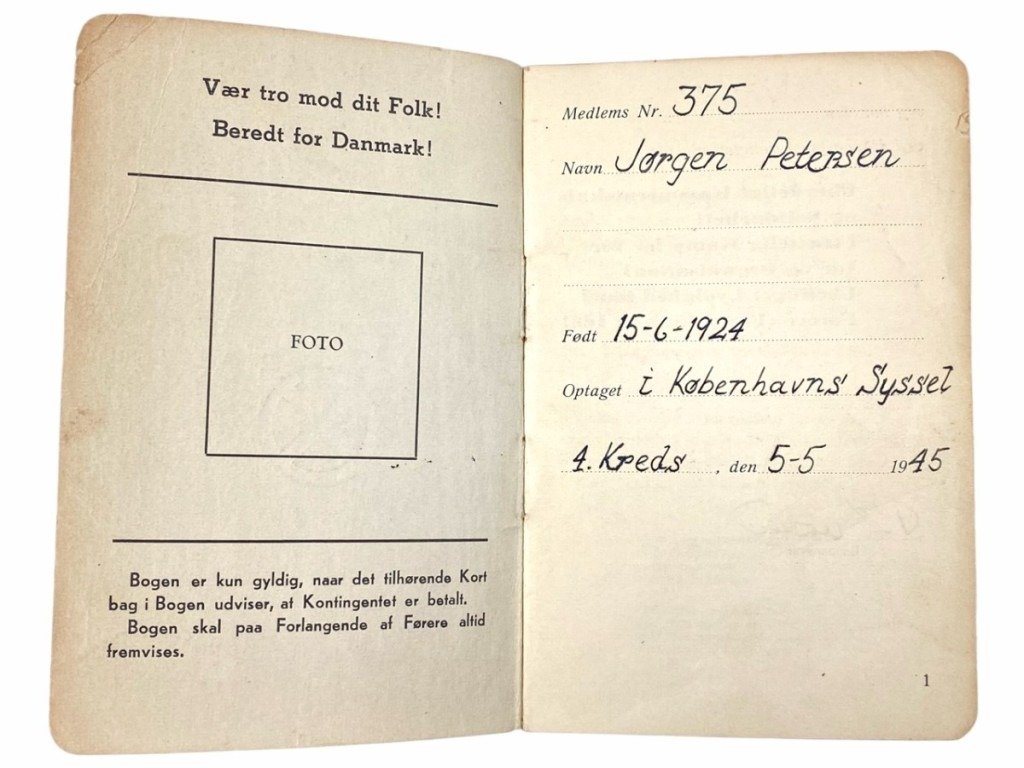 Vær tro mod dit Folk!
Beredt for Danmark!
FOTO
Bogen er kun gyldig, naar det tilhørende Kort
bag i Bogen udviser, at Kontingentet er betalt.
Bogen skal paa Forlangende af Førere altid
fremvises.
Medlems Nr. 375
Navn Jørgen Petersen
Født 15-6-1924
Optaget i Københavns Syssel
4. Kreds, den 5-5 1945
1